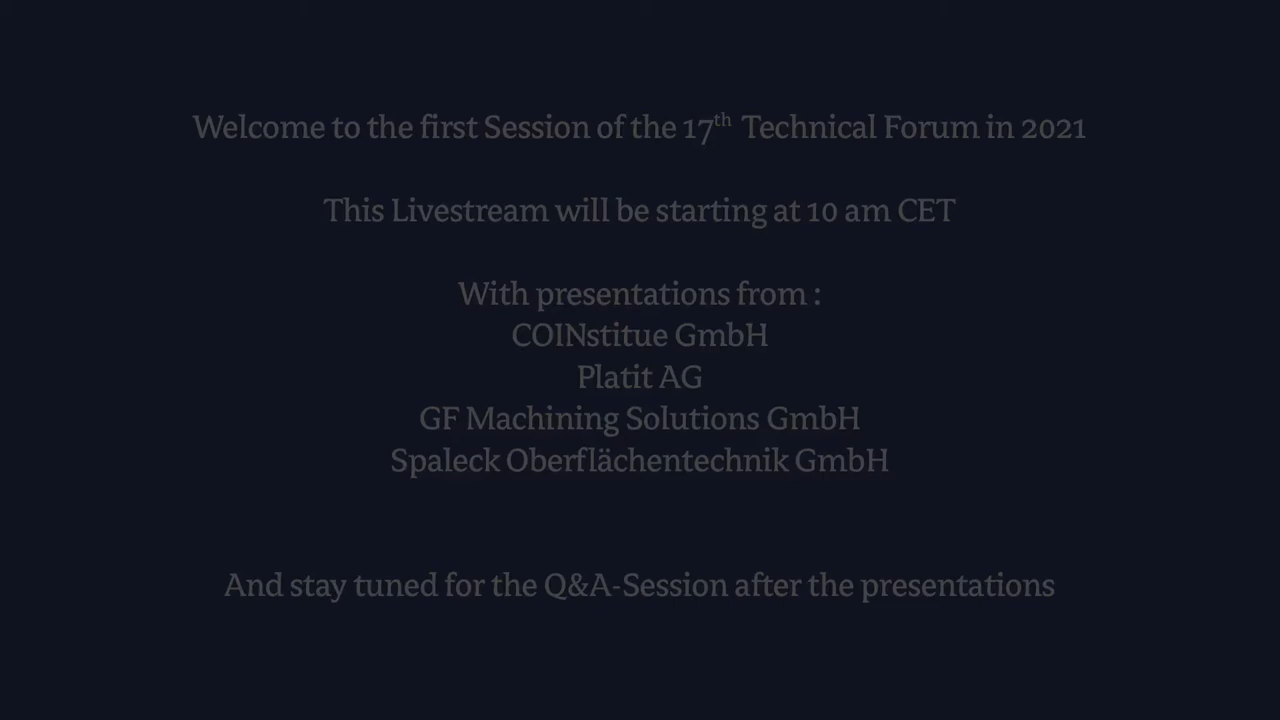 Welcome to the first Session of the 17th Technical Forum in 2021
This Livestream will be starting at 10 am CET
With presentations from :
COINstitue GmbH
Platit AG
GF Machining Solutions GmbH
Spaleck Oberflächentechnik GmbH
And stay tuned for the Q&A-Session after the presentations